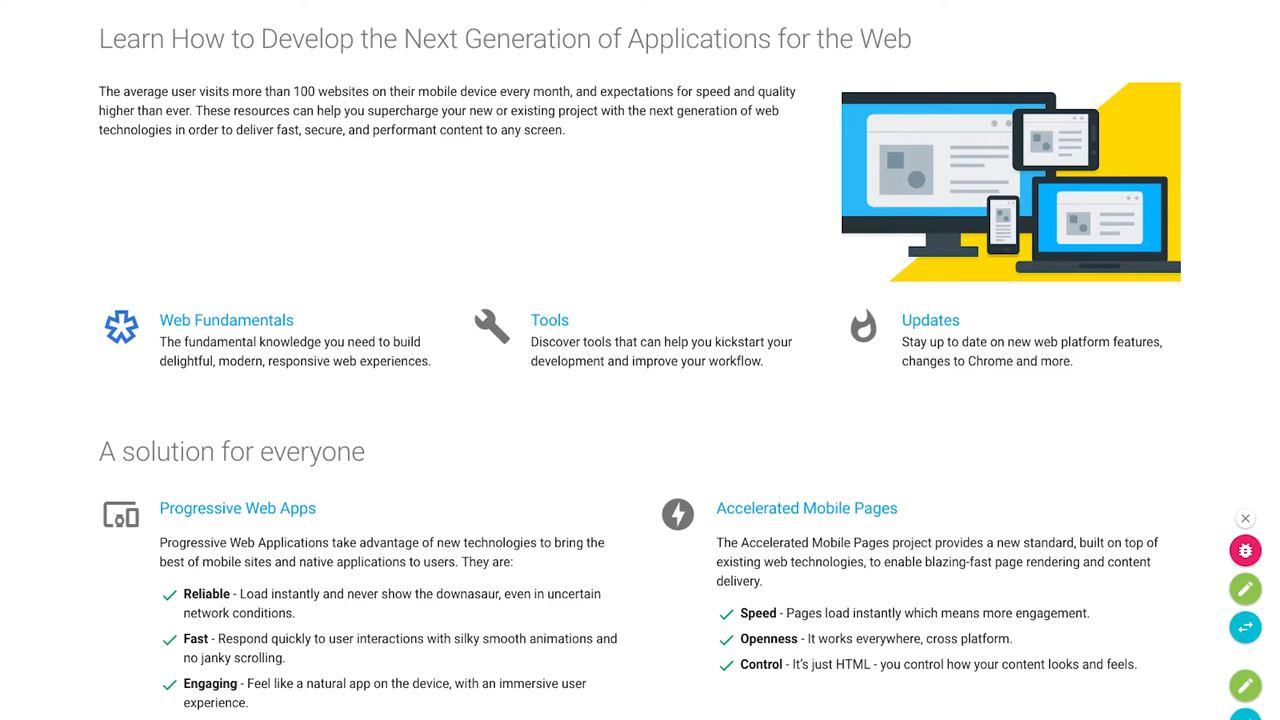 Learn How to Develop the Next Generation of Applications for the Web
The average user visits more than 100 websites on their mobile device every month, and expectations for speed and quality
higher than ever. These resources can help you supercharge your new or existing project with the next generation of web
technologies in order to deliver fast, secure, and performant content to any screen.
Web Fundamentals
The fundamental knowledge you need to build
delightful, modern, responsive web experiences.
Tools
Discover tools that can help you kickstart your
development and improve your workflow.
Updates
Stay up to date on new web platform features,
changes to Chrome and more.
A solution for everyone
Progressive Web Apps
Progressive Web Applications take advantage of new technologies to bring the
best of mobile sites and native applications to users. They are:
Reliable - Load instantly and never show the downasaur, even in uncertain
network conditions.
Fast - Respond quickly to user interactions with silky smooth animations and
no janky scrolling.
Engaging - Feel like a natural app on the device, with an immersive user
experience.
Accelerated Mobile Pages
The Accelerated Mobile Pages project provides a new standard, built on top of
existing web technologies, to enable blazing-fast page rendering and content
delivery.
Speed - Pages load instantly which means more engagement.
Openness - It works everywhere, cross platform.
Control - It's just HTML - you control how your content looks and feels.